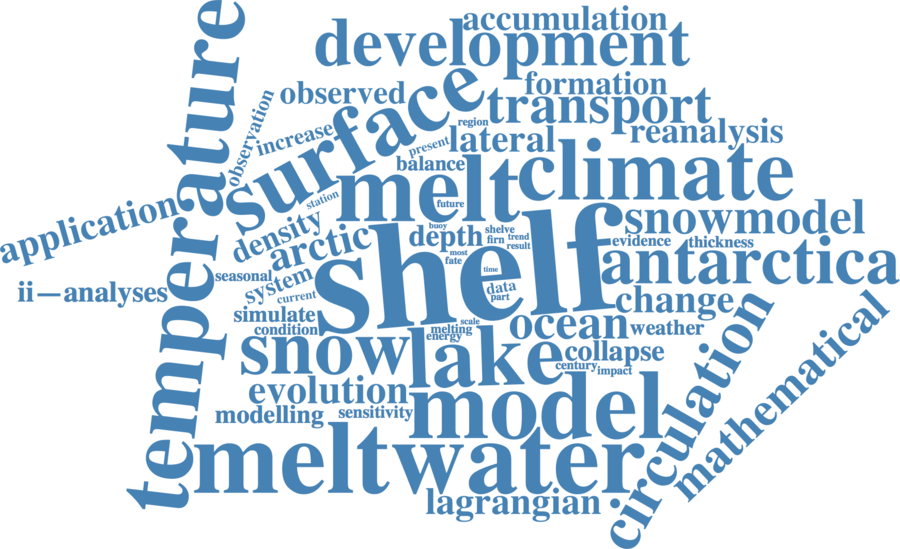 accumulation
development
temperature
formation
observed
surface
transport
observation
region
increase
reanalysis
present
lateral
balance
climate
melt
station
future
application
density
snowmodel
buoy
shelve
arctic
depth
firn
trend
evidence
thickness
result
most
shelf
antarctica
fate
time
seasonal
system
ii—analyses
data
current
part
change
simulate
scale
ocean
weather
condition
melting
energy
snow
lake
collapse
century
impact
circulation
mathematical
evolution
model
modelling
sensitivity
meltwater
lagrangian